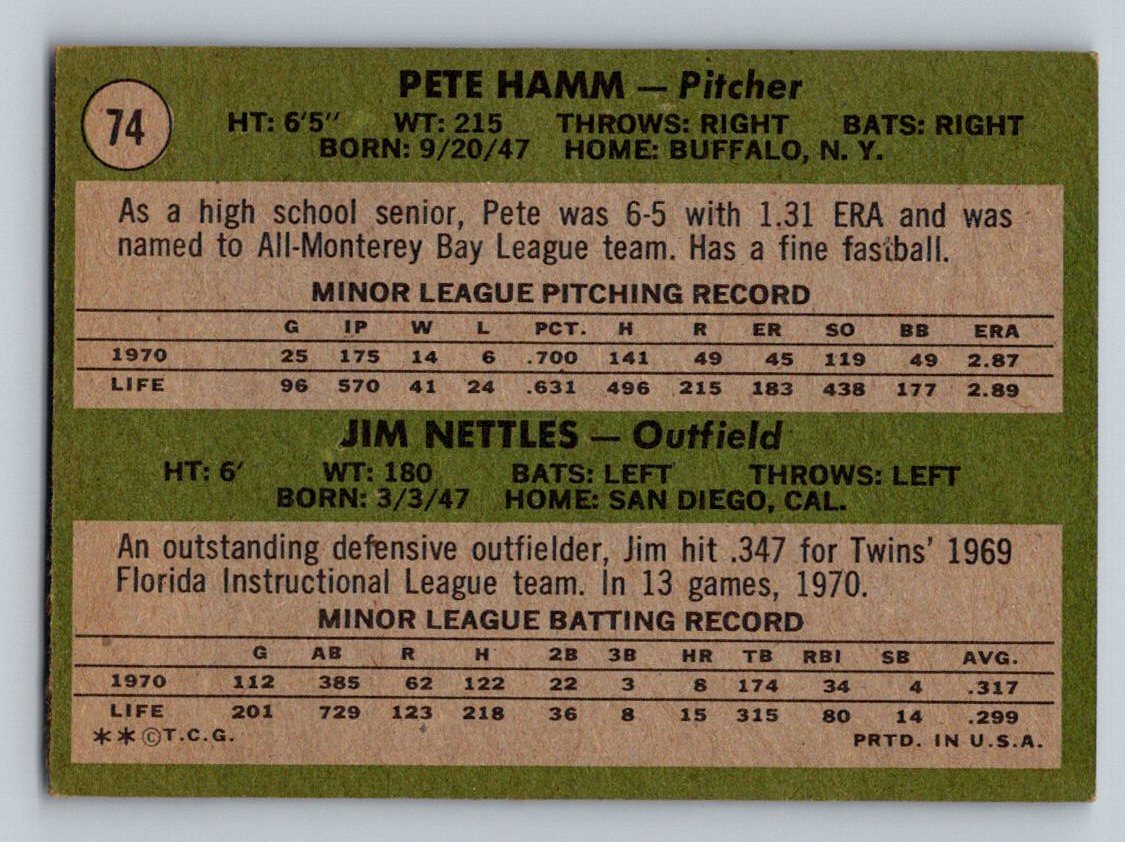 74
PETE HAMM — Pitcher
HT: 6'5" WT: 215 THROWS: RIGHT BATS: RIGHT
BORN: 9/20/47 HOME: BUFFALO, N. Y.
As a high school senior, Pete was 6-5 with 1.31 ERA and was
named to All-Monterey Bay League team. Has a fine fastball.
MINOR LEAGUE PITCHING RECORD
G IP W L PCT. H R ER SO BB ERA
1970 25 175 14 6 .700 141 49 45 119 49 2.87
LIFE 96 570 41 24 .631 496 215 183 438 177 2.89
JIM NETTLES — Outfield
HT: 6' WT: 180 BATS: LEFT THROWS: LEFT
BORN: 3/3/47 HOME: SAN DIEGO, CAL.
An outstanding defensive outfielder, Jim hit .347 for Twins' 1969
Florida Instructional League team. In 13 games, 1970.
MINOR LEAGUE BATTING RECORD
G AB R H 2B 3B HR TB RBI SB AVG.
1970 112 385 62 122 22 3 8 174 34 4 .317
LIFE 201 729 123 218 36 8 15 315 80 14 .299
**©T.C.G. PRTD. IN U.S.A.